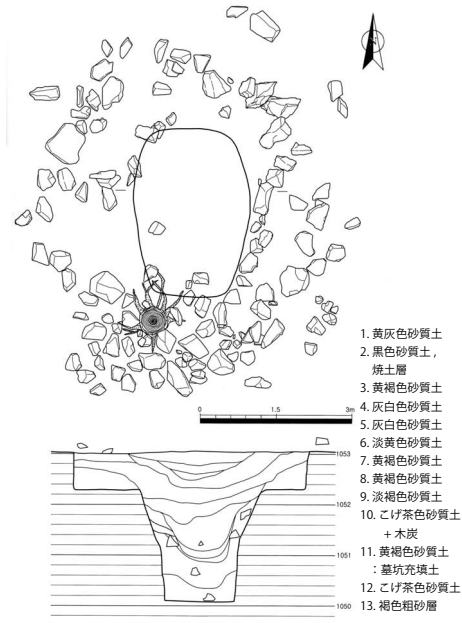 1. 黄灰色砂質土
2. 黒色砂質土 ,
焼土層
3. 黄褐色砂質土
4. 灰白色砂質土
5. 灰白色砂質土
6. 淡黄色砂質土
7. 黄褐色砂質土
8. 黄褐色砂質土
9. 淡褐色砂質土
10. こげ茶色砂質土
+ 木炭
11. 黄褐色砂質土
: 墓坑充填土
12. こげ茶色砂質土
13. 褐色粗砂層
0 1.5 3m
1053
1052
1051
1050